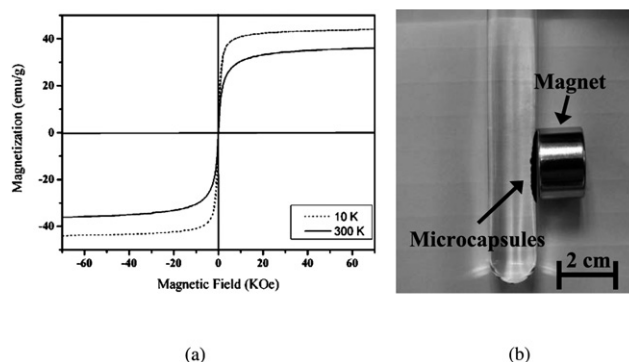 Magnetization (emu/g)
40
20
0
-20
-40
10 K
300 K
-60
-40
-20
0
20
40
60
Magnetic Field (KOe)
Magnet
Microcapsules
2 cm
(a)
(b)